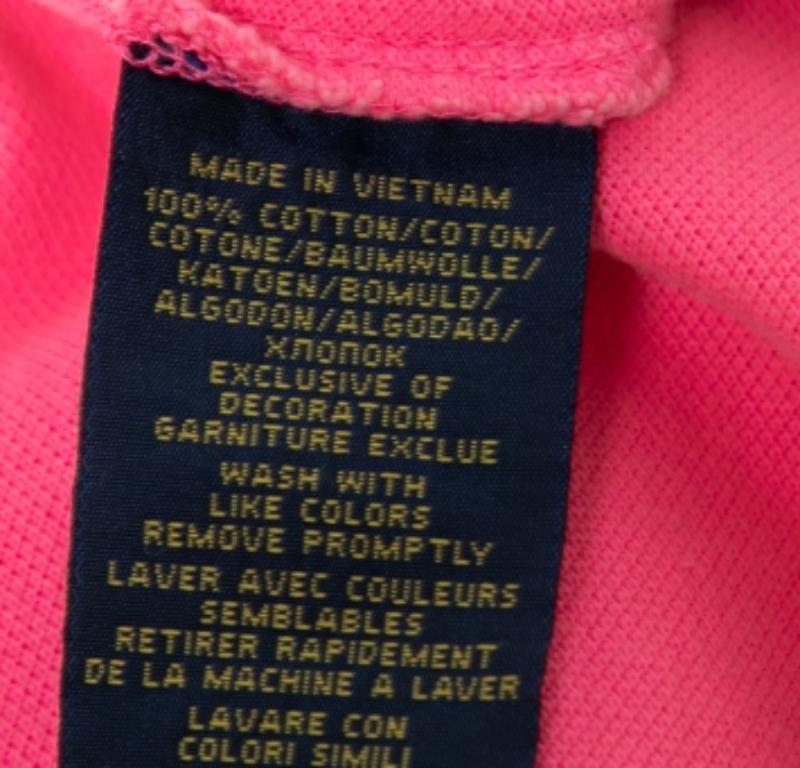 MADE IN VIETNAM
100% COTTON/COTON/
COTONE/BAUMWOLLE/
KATOEN/BOMULD/
ALGODON/ALGODAO/
ХЛОПОК
EXCLUSIVE OF
DECORATION
GARNITURE EXCLUE
WASH WITH
LIKE COLORS
REMOVE PROMPTLY
LAVER AVEC COULEURS
SEMBLABLES
RETIRER RAPIDEMENT
DE LA MACHINE A LAVER
LAVARE CON
COLORI SIMILI